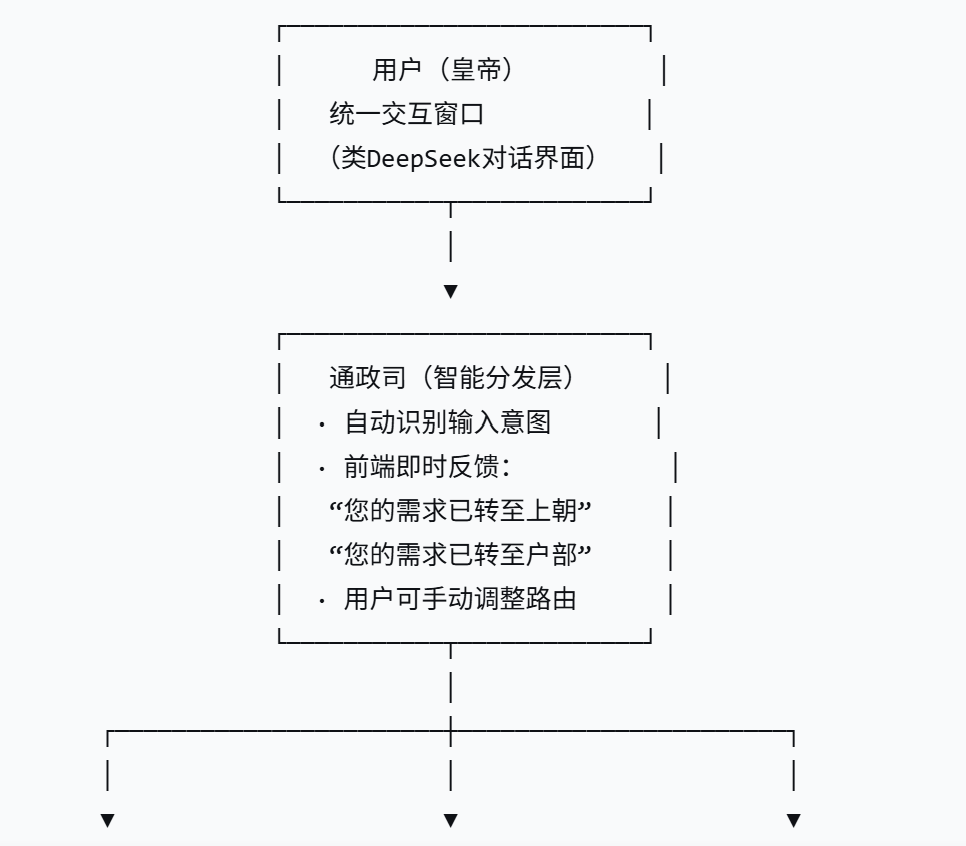 用户（皇帝）
统一交互窗口
（类DeepSeek对话界面）
通政司（智能分发层）
· 自动识别输入意图
· 前端即时反馈：
“您的需求已转至上朝”
“您的需求已转至户部”
· 用户可手动调整路由